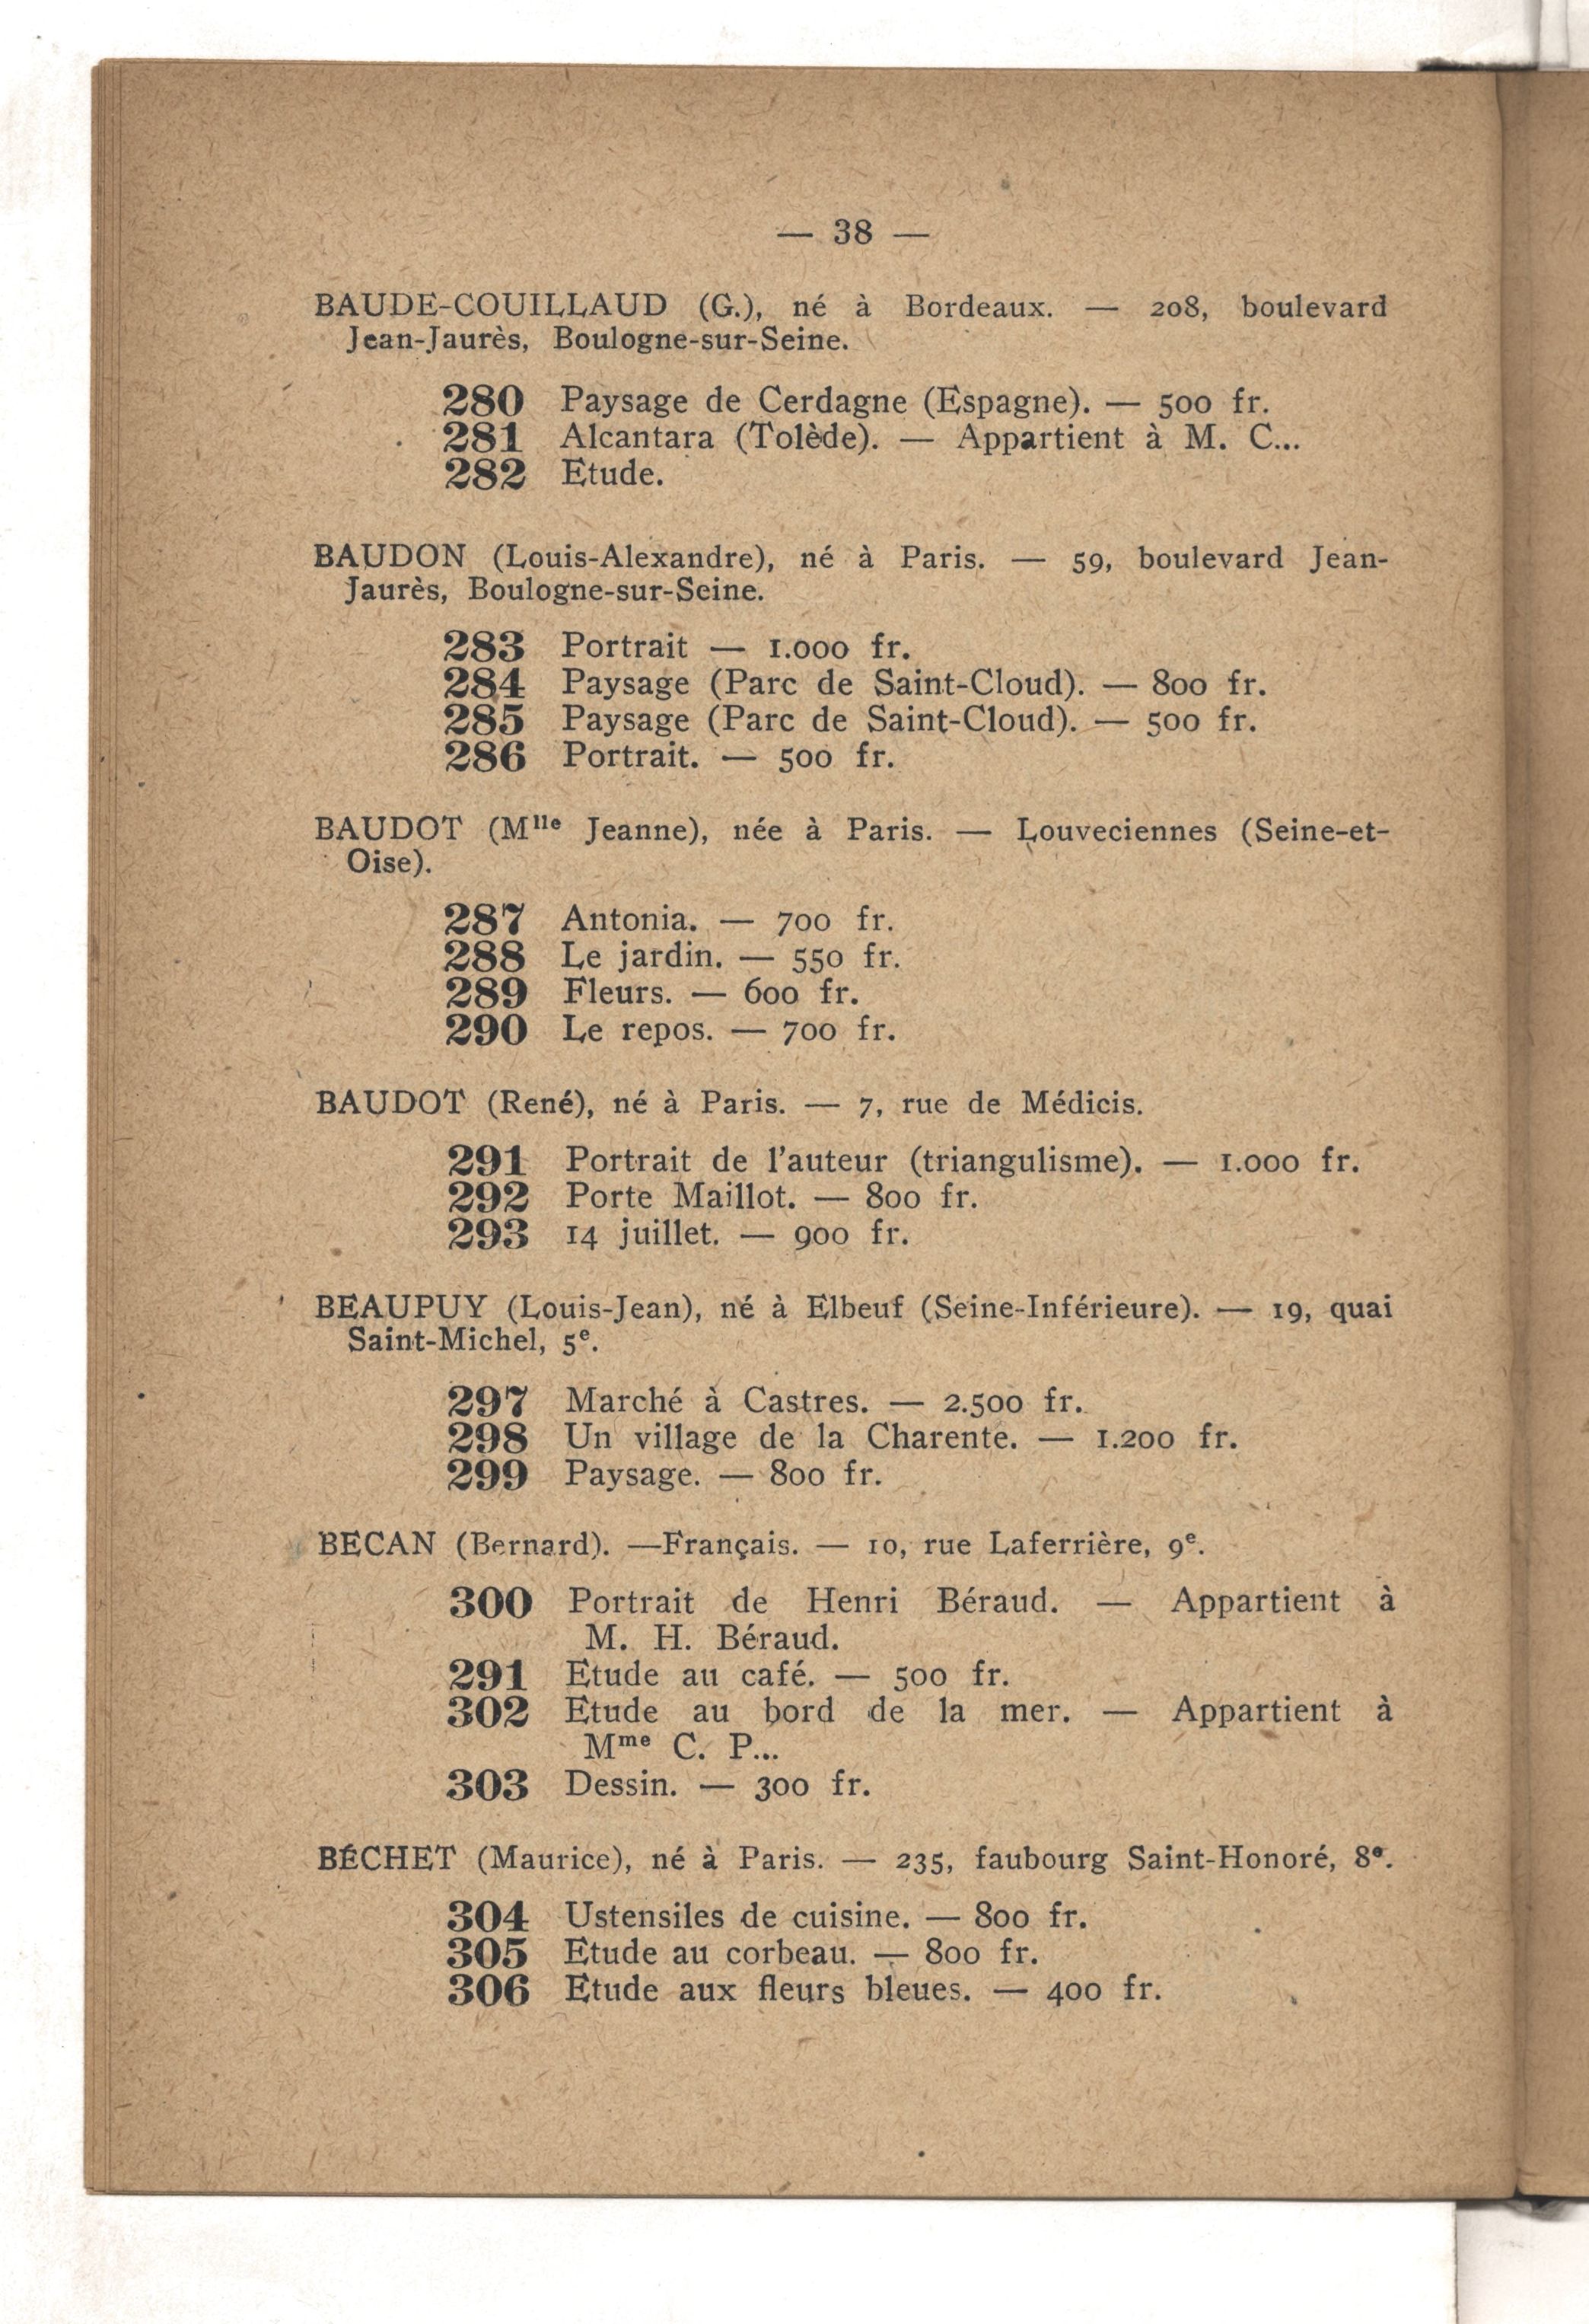 — 38 —
BAUDE-COUILLAUD (G.), né à Bordeaux. — 208, boulevard
Jean-Jaurès, Boulogne-sur-Seine.
280 Paysage de Cerdagne (Espagne). — 500 fr.
281 Alcantara (Tolède). — Appartient à M. C...
282 Etude.
BAUDON (Louis-Alexandre), né à Paris. — 59, boulevard Jean-
Jaurès, Boulogne-sur-Seine.
283 Portrait — 1.000 fr.
284 Paysage (Parc de Saint-Cloud). — 800 fr.
285 Paysage (Parc de Saint-Cloud). — 500 fr.
286 Portrait. — 500 fr.
BAUDOT (Mlle Jeanne), née à Paris. — Louveciennes (Seine-et-
Oise).
287 Antonia. — 700 fr.
288 Le jardin. — 550 fr.
289 Fleurs. — 600 fr.
290 Le repos. — 700 fr.
BAUDOT (René), né à Paris. — 7, rue de Médicis.
291 Portrait de l'auteur (triangulisme). — 1.000 fr.
292 Porte Maillot. — 800 fr.
293 14 juillet. — 900 fr.
BEAUPUY (Louis-Jean), né à Elbeuf (Seine-Inférieure). — 19, quai
Saint-Michel, 5e.
297 Marché à Castres. — 2.500 fr.
298 Un village de la Charente. — 1.200 fr.
299 Paysage. — 800 fr.
BECAN (Bernard). —Français. — 10, rue Laferrière, 9e.
300 Portrait de Henri Béraud. — Appartient à
M. H. Béraud.
291 Etude au café. — 500 fr.
302 Etude au bord de la mer. — Appartient à
Mme C. P...
303 Dessin. — 300 fr.
BÉCHET (Maurice), né à Paris. — 235, faubourg Saint-Honoré, 8e.
304 Ustensiles de cuisine. — 800 fr.
305 Etude au corbeau. — 800 fr.
306 Etude aux fleurs bleues. — 400 fr.